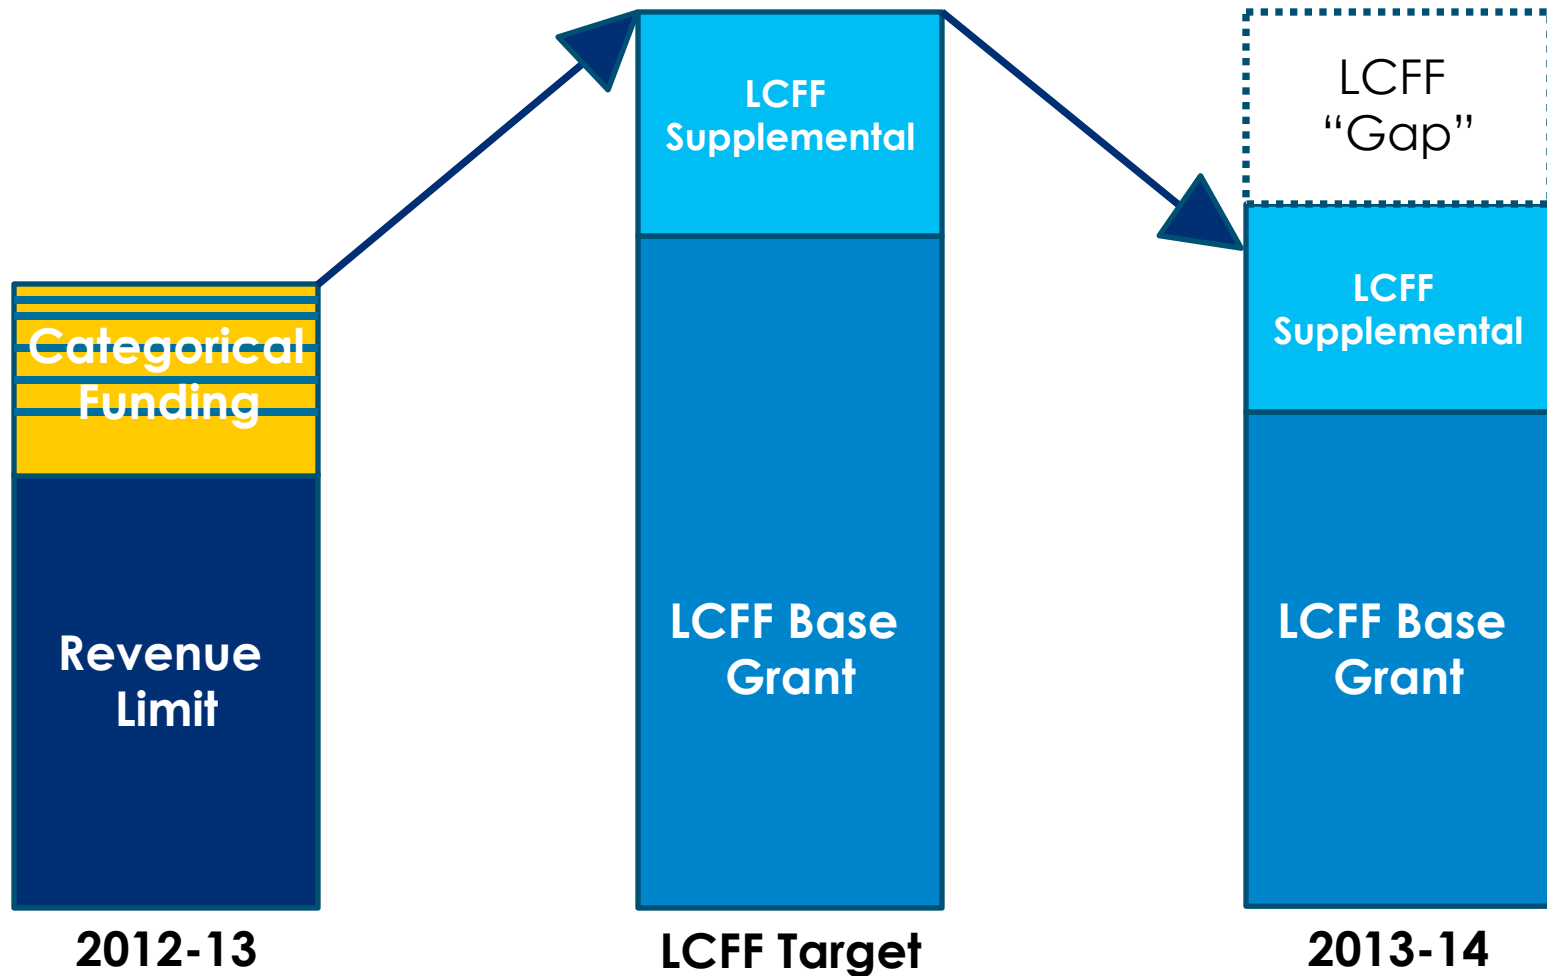 Categorical
Funding
Revenue
Limit
2012-13
LCFF
Supplemental
LCFF Base
Grant
LCFF Target
LCFF
“Gap”
LCFF
Supplemental
LCFF Base
Grant
2013-14